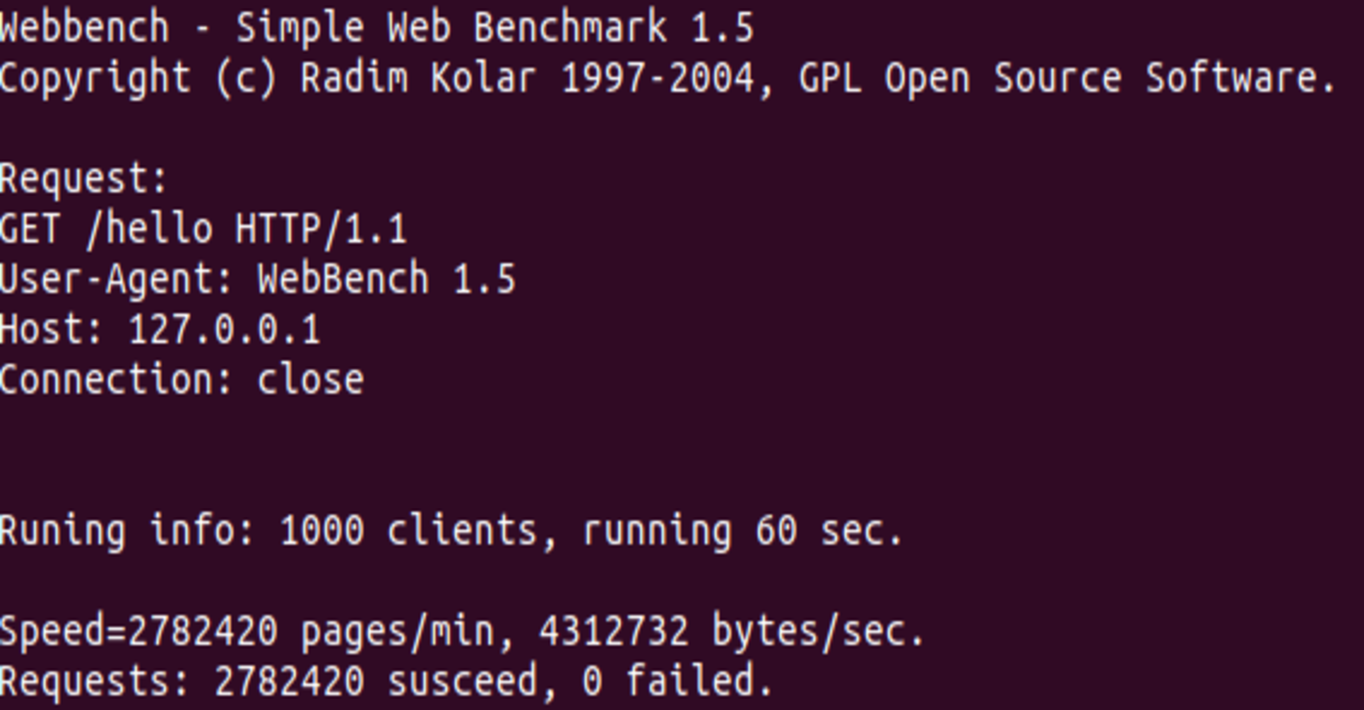 Webbench - Simple Web Benchmark 1.5
Copyright (c) Radim Kolar 1997-2004, GPL Open Source Software.
Request:
GET /hello HTTP/1.1
User-Agent: WebBench 1.5
Host: 127.0.0.1
Connection: close
Runing info: 1000 clients, running 60 sec.
Speed=2782420 pages/min, 4312732 bytes/sec.
Requests: 2782420 susceed, 0 failed.